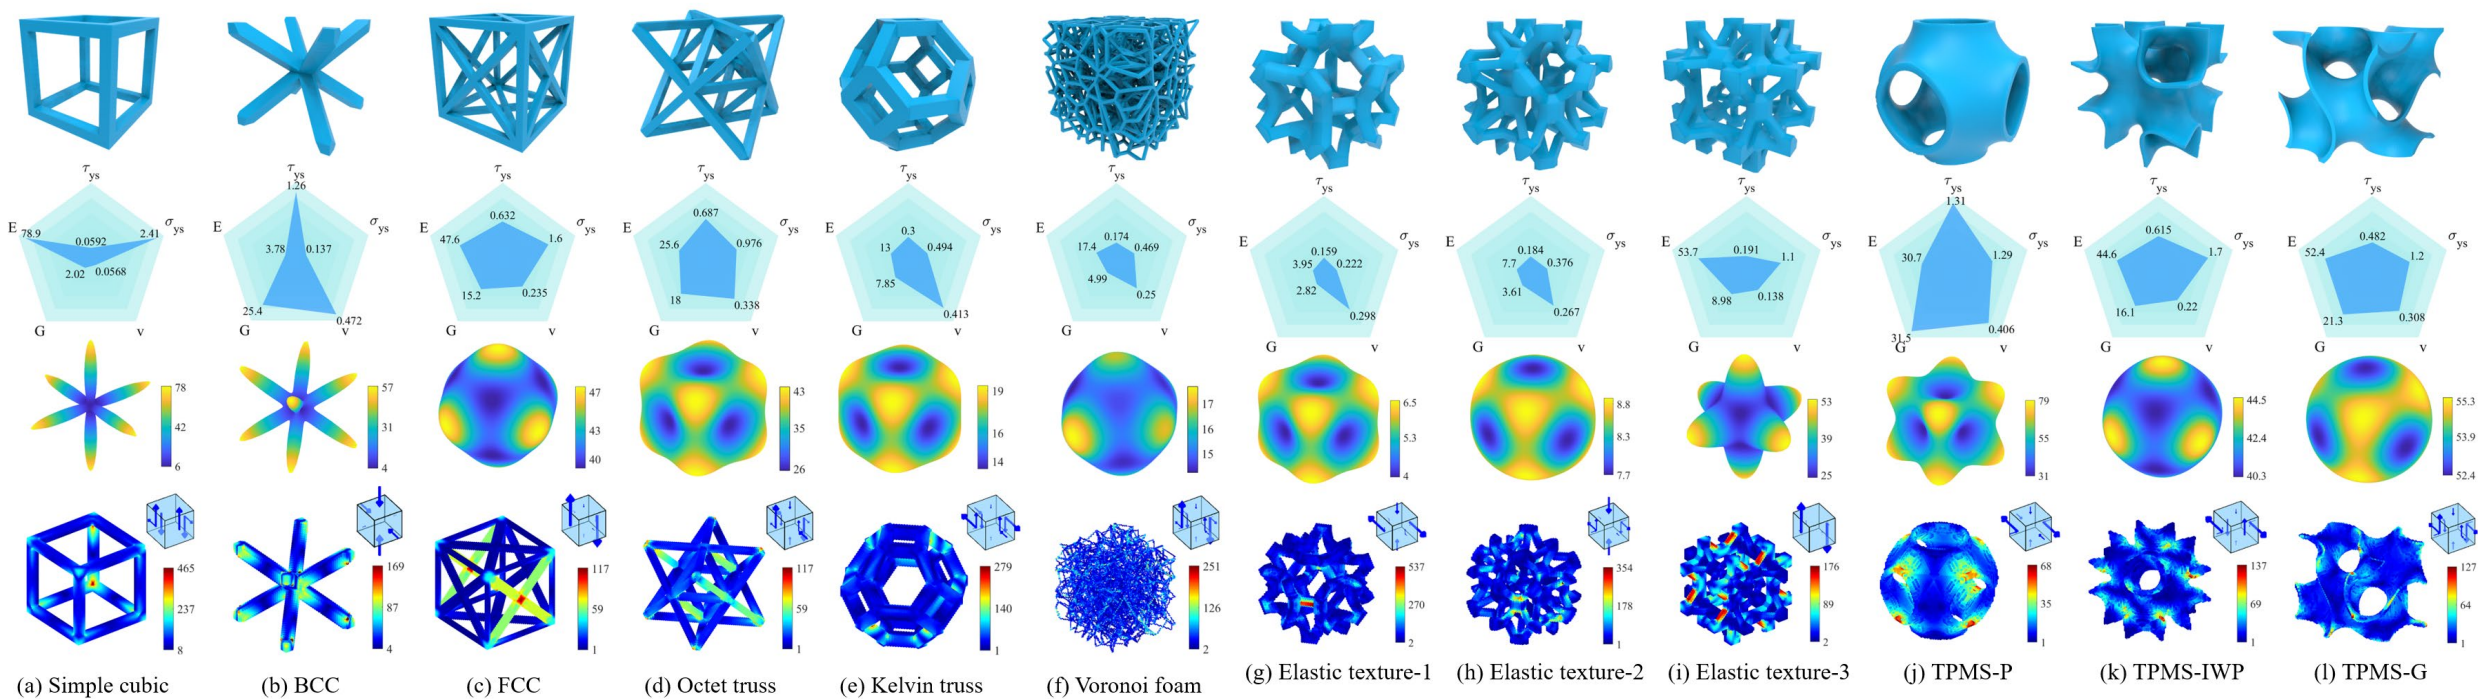 τys
E
σys
78.9
0.0592
2.41
2.02
0.0568
G
v
τys
1.26
E
σys
3.78
0.137
25.4
0.472
G
v
τys
0.632
E
σys
47.6
1.6
15.2
0.235
G
v
τys
0.687
E
σys
25.6
0.976
18
0.338
G
v
τys
0.3
E
σys
13
0.494
7.85
0.413
G
v
τys
0.174
E
σys
17.4
0.469
4.99
0.25
G
v
τys
0.159
E
σys
3.95
0.222
2.82
0.298
G
v
τys
0.184
E
σys
7.7
0.376
3.61
0.267
G
v
τys
0.191
E
σys
53.7
1.1
8.98
0.138
G
v
τys
1.31
E
σys
30.7
1.29
31.5
0.406
G
v
τys
0.615
E
σys
44.6
1.7
16.1
0.22
G
v
τys
0.482
E
σys
52.4
1.2
21.3
0.308
G
v
78
42
6
57
31
4
47
43
40
43
35
26
19
16
14
17
16
15
6.5
5.3
4
8.8
8.3
7.7
53
39
25
79
55
31
44.5
42.4
40.3
55.3
53.9
52.4
465
237
8
169
87
4
117
59
1
117
59
1
279
140
1
251
126
2
537
270
2
354
178
1
176
89
2
68
35
1
137
69
1
127
64
1
(a) Simple cubic
(b) BCC
(c) FCC
(d) Octet truss
(e) Kelvin truss
(f) Voronoi foam
(g) Elastic texture-1
(h) Elastic texture-2
(i) Elastic texture-3
(j) TPMS-P
(k) TPMS-IWP
(l) TPMS-G